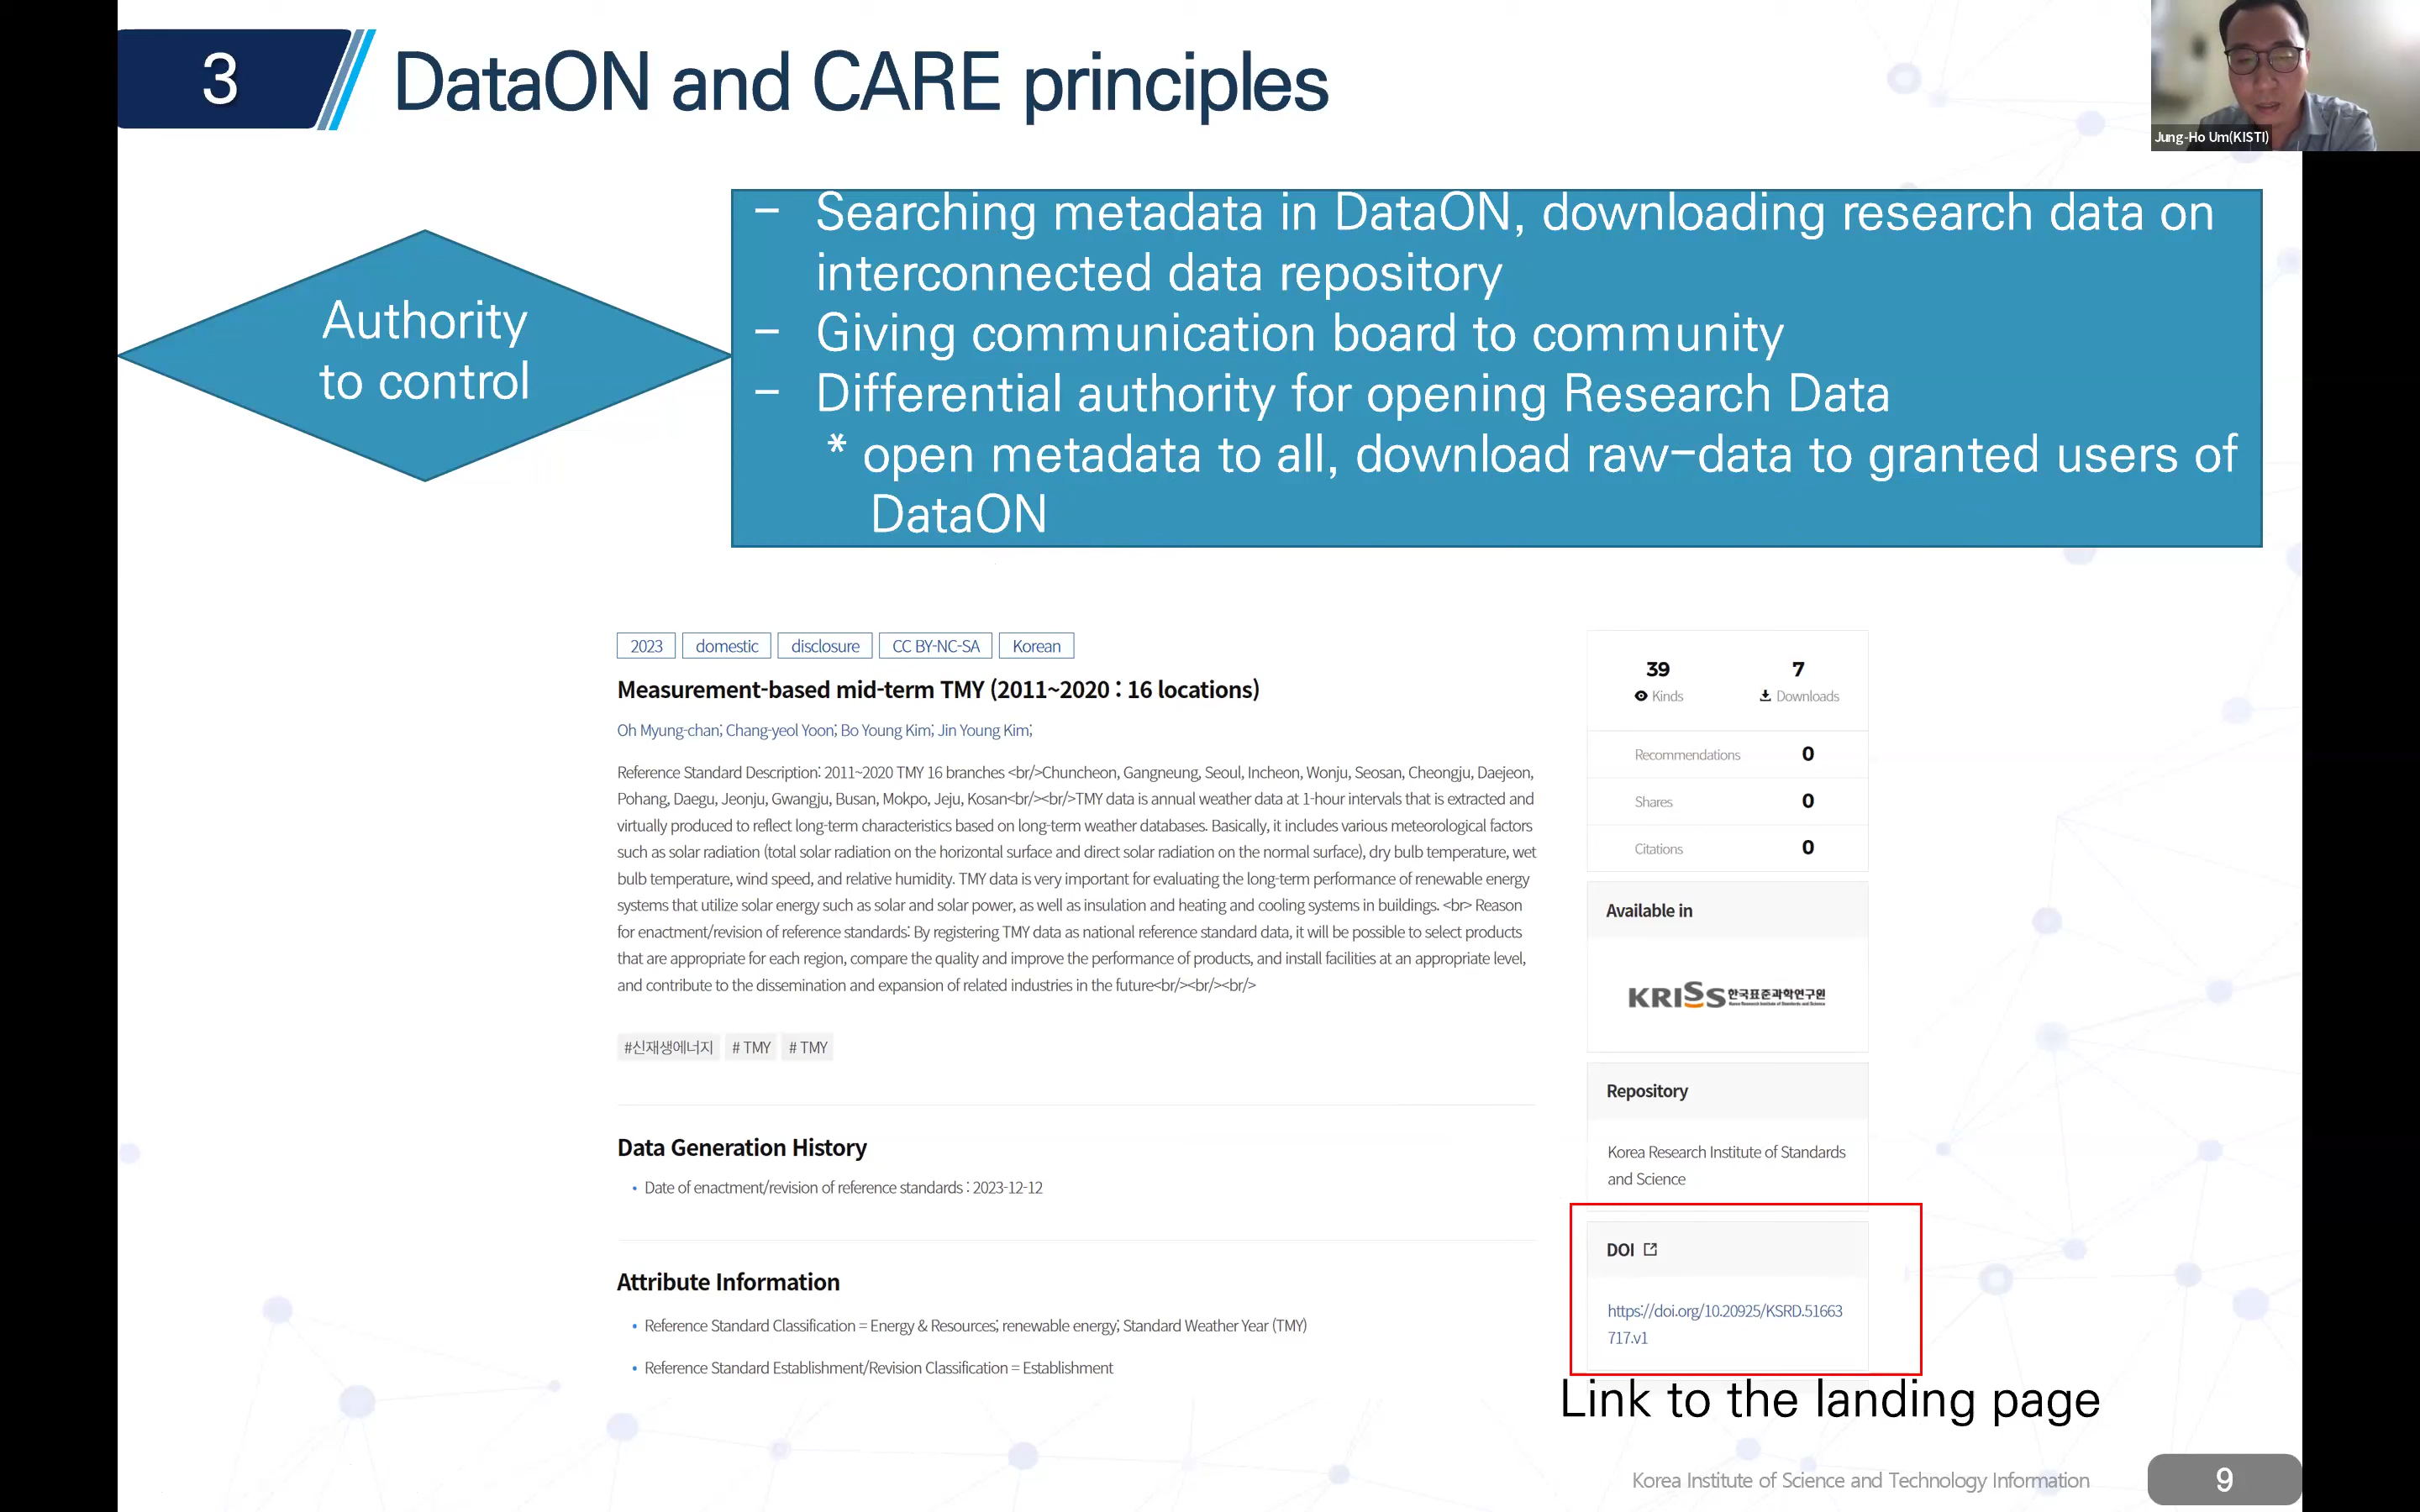 3
DataON and CARE principles
Jung-Ho Um(KISTI)
Authority
to control
- Searching metadata in DataON, downloading research data on
interconnected data repository
- Giving communication board to community
- Differential authority for opening Research Data
* open metadata to all, download raw-data to granted users of
DataON
2023 domestic disclosure CC BY-NC-SA Korean
Measurement-based mid-term TMY (2011~2020 : 16 locations)
Oh Myung-chan; Chang-yeol Yoon; Bo Young Kim; Jin Young Kim;
Reference Standard Description: 2011~2020 TMY 16 branches <br/>Chuncheon, Gangneung, Seoul, Incheon, Wonju, Seosan, Cheongju, Daejeon,
Pohang, Daegu, Jeonju, Gwangju, Busan, Mokpo, Jeju, Kosan<br/><br/>TMY data is annual weather data at 1-hour intervals that is extracted and
virtually produced to reflect long-term characteristics based on long-term weather databases. Basically, it includes various meteorological factors
such as solar radiation (total solar radiation on the horizontal surface and direct solar radiation on the normal surface), dry bulb temperature, wet
bulb temperature, wind speed, and relative humidity. TMY data is very important for evaluating the long-term performance of renewable energy
systems that utilize solar energy such as solar and solar power, as well as insulation and heating and cooling systems in buildings. <br> Reason
for enactment/revision of reference standards: By registering TMY data as national reference standard data, it will be possible to select products
that are appropriate for each region, compare the quality and improve the performance of products, and install facilities at an appropriate level,
and contribute to the dissemination and expansion of related industries in the future<br/><br/><br/>
#신재생에너지 # TMY # TMY
Data Generation History
• Date of enactment/revision of reference standards : 2023-12-12
Attribute Information
• Reference Standard Classification = Energy & Resources; renewable energy; Standard Weather Year (TMY)
• Reference Standard Establishment/Revision Classification = Establishment
39 7
Kinds Downloads
Recommendations 0
Shares 0
Citations 0
Available in
KRISS 한국표준과학연구원
Korea Research Institute of Standards and Science
Repository
Korea Research Institute of Standards
and Science
DOI
https://doi.org/10.20925/KSRD.51663
717.v1
Link to the landing page
Korea Institute of Science and Technology Information
9